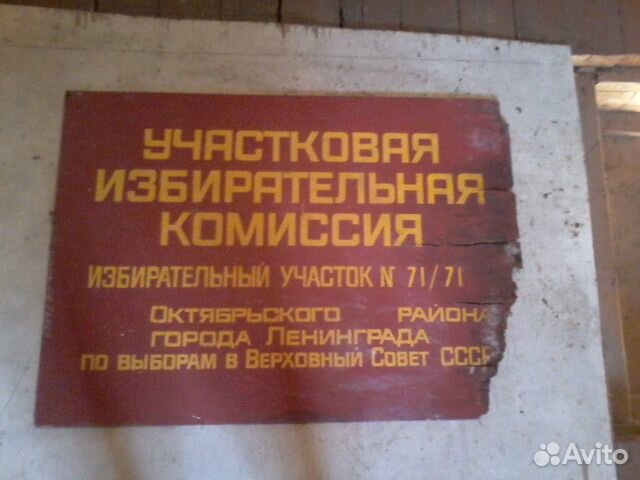 УЧАСТКОВАЯ
ИЗБИРАТЕЛЬНАЯ
КОМИССИЯ
ИЗБИРАТЕЛЬНЫЙ УЧАСТОК N 71/71
ОКТЯБРЬСКОГО РАЙОНА
ГОРОДА ЛЕНИНГРАДА
ПО ВЫБОРАМ В ВЕРХОВНЫЙ СОВЕТ СССР
Avito